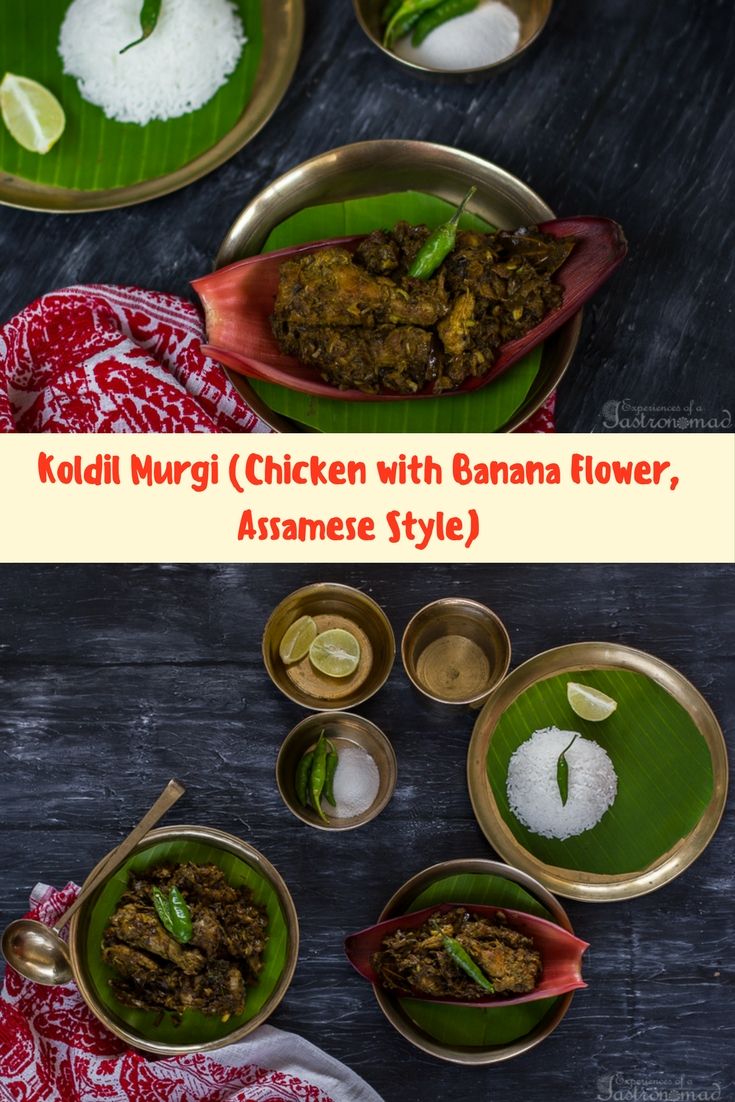 Experiences of a
Gastronomad
Koldil Murgi (Chicken with Banana Flower,
Assamese Style)
Experiences of a
Gastronomad